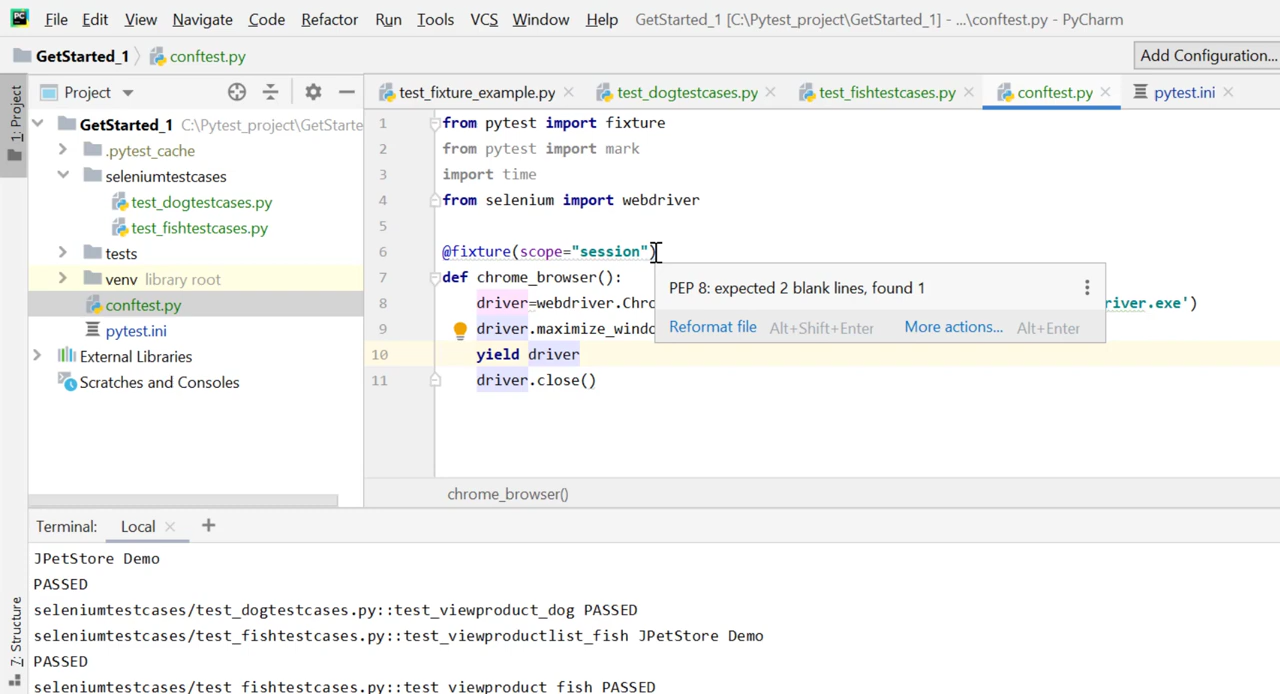 PC File Edit View Navigate Code Refactor Run Tools VCS Window Help GetStarted_1 [C:\Pytest_project\GetStarted_1] - ...\conftest.py - PyCharm
GetStarted_1 conftest.py Add Configuration...
1: Project
Project
test_fixture_example.py test_dogtestcases.py test_fishtestcases.py conftest.py pytest.ini
GetStarted_1 C:\Pytest_project\GetStarte
.pytest_cache
seleniumtestcases
test_dogtestcases.py
test_fishtestcases.py
tests
venv library root
conftest.py
pytest.ini
External Libraries
Scratches and Consoles
1 from pytest import fixture
2 from pytest import mark
3 import time
4 from selenium import webdriver
5
6 @fixture(scope="session")
7 def chrome_browser():
8 driver=webdriver.Chro river.exe')
9 driver.maximize_windo
10 yield driver
11 driver.close()
PEP 8: expected 2 blank lines, found 1
Reformat file Alt+Shift+Enter More actions... Alt+Enter
chrome_browser()
Terminal: Local +
JPetStore Demo
PASSED
seleniumtestcases/test_dogtestcases.py::test_viewproduct_dog PASSED
seleniumtestcases/test_fishtestcases.py::test_viewproductlist_fish JPetStore Demo
PASSED
seleniumtestcases/test_fishtestcases.py::test_viewproduct_fish PASSED
7: Structure